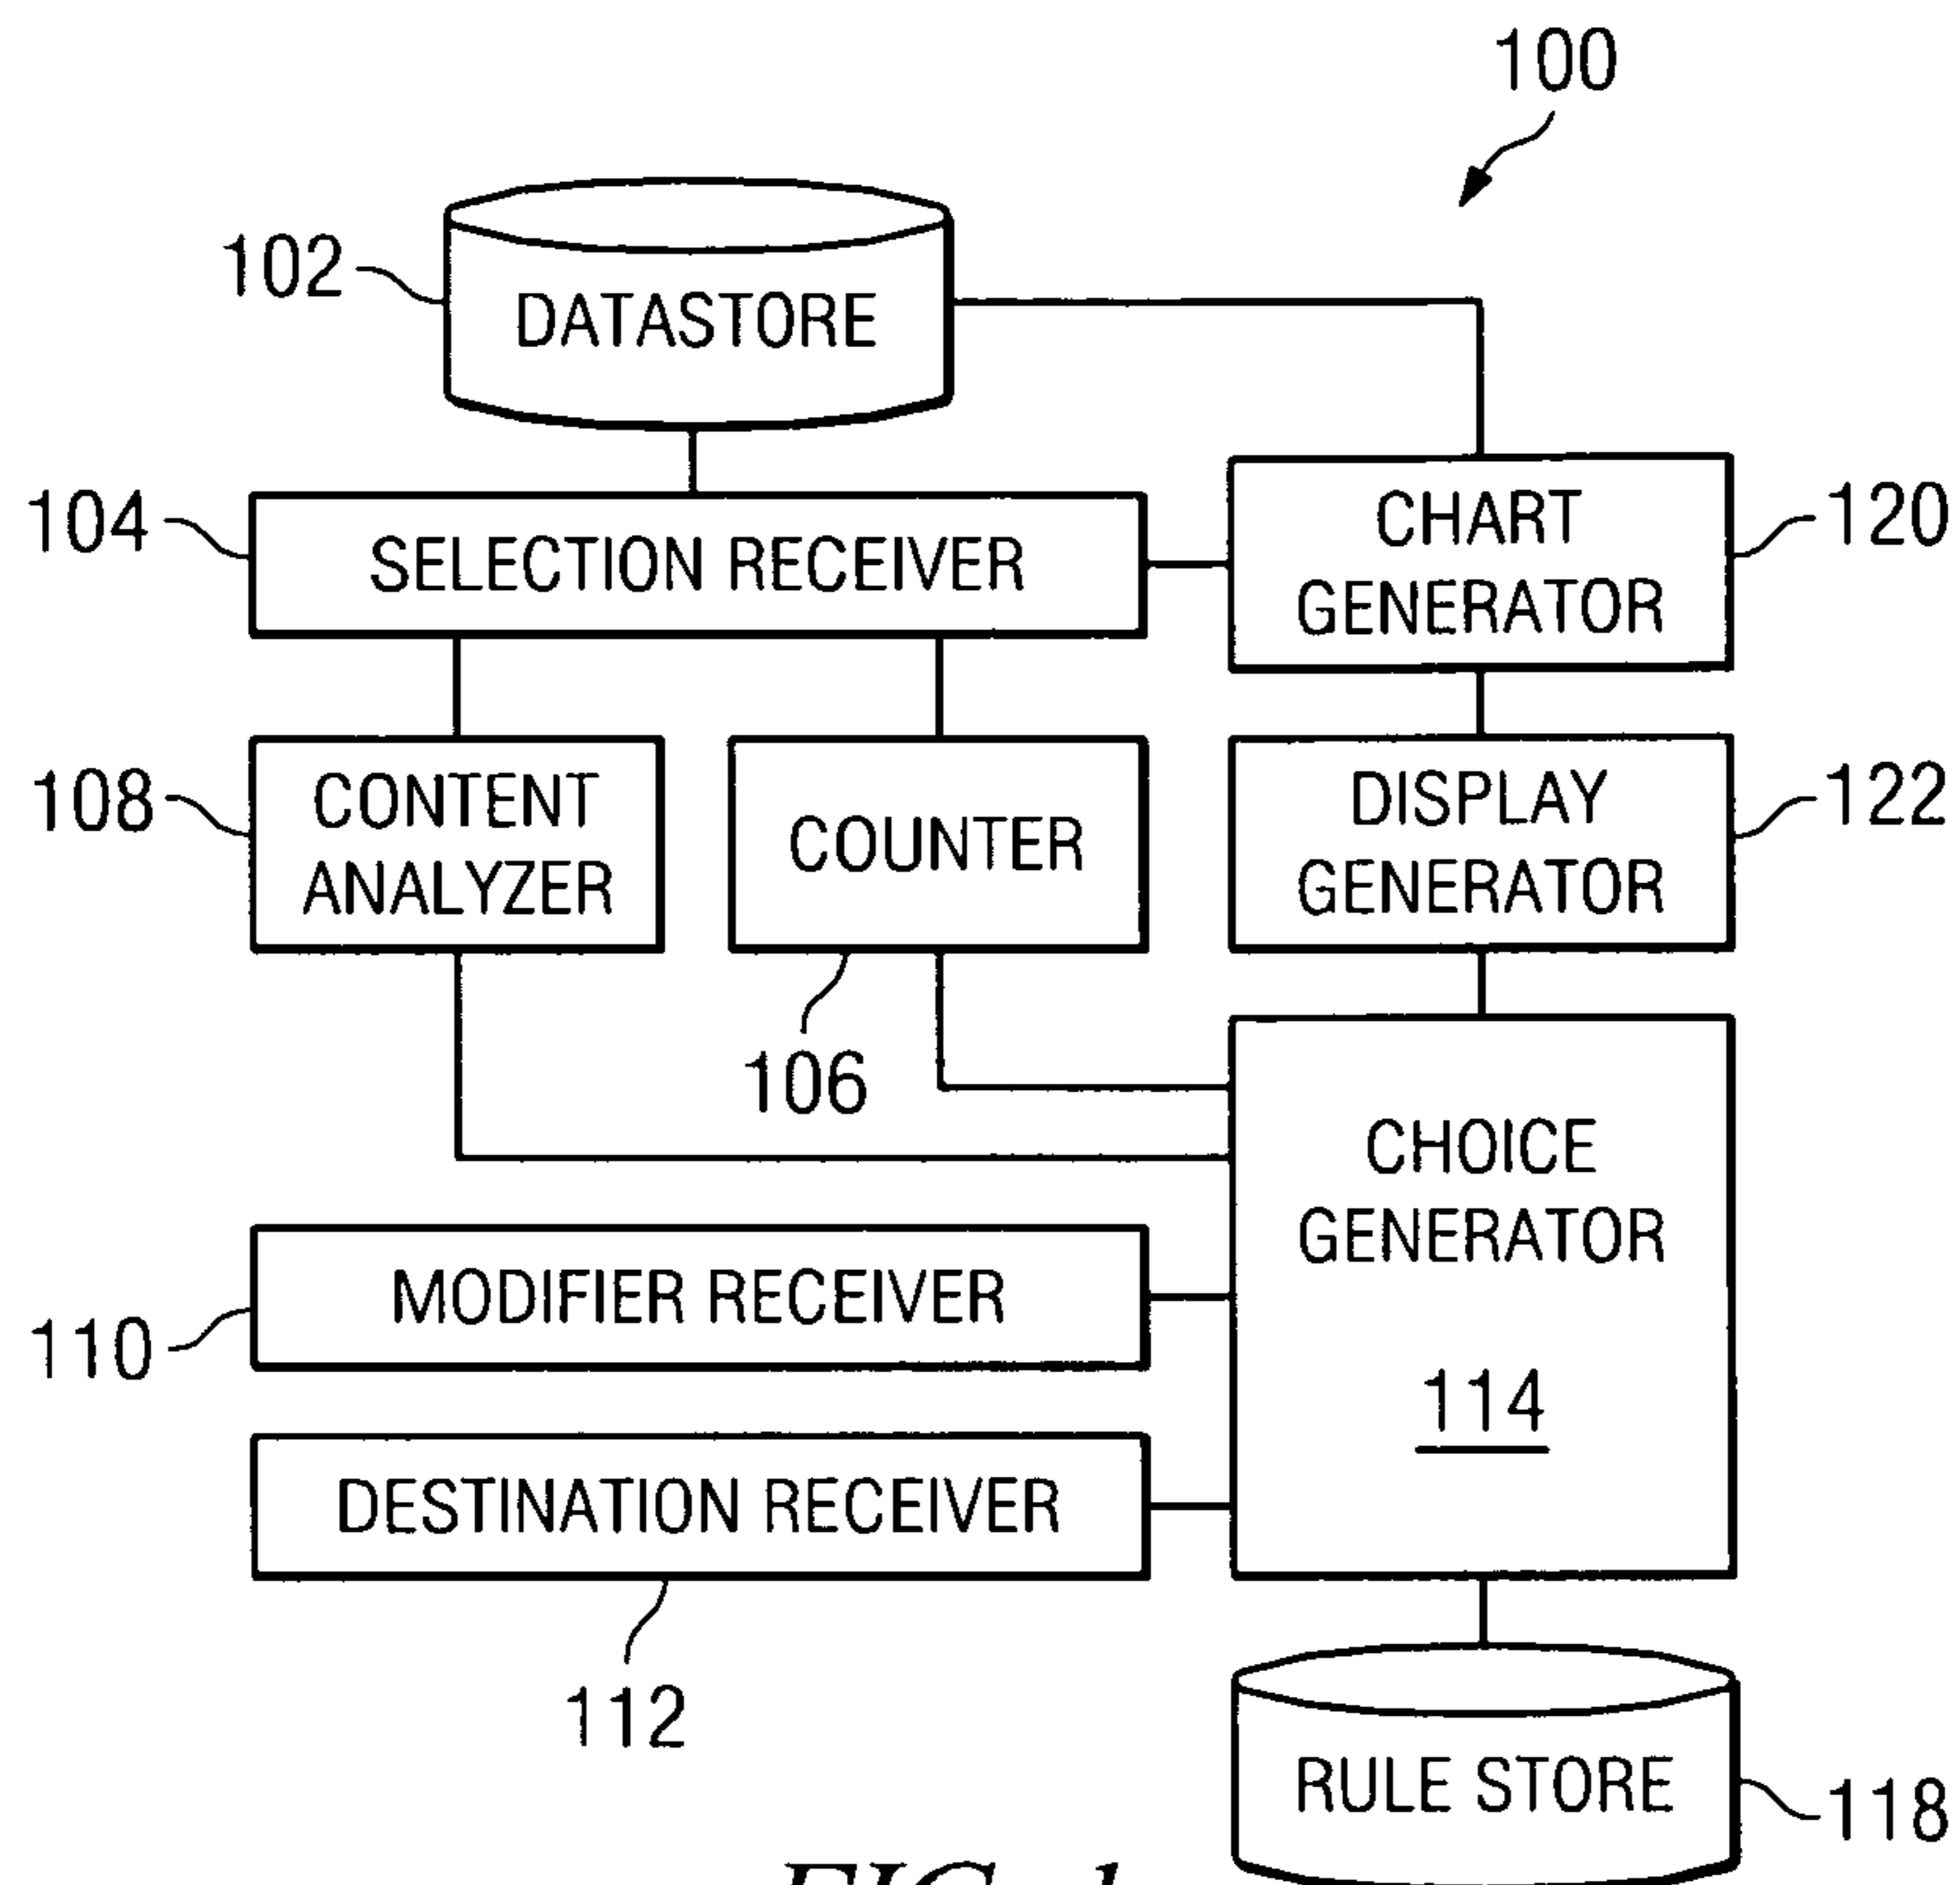 100
102
DATASTORE
104
SELECTION RECEIVER
CHART
GENERATOR
120
108
CONTENT
ANALYZER
COUNTER
DISPLAY
GENERATOR
122
106
CHOICE
GENERATOR
114
MODIFIER RECEIVER
110
DESTINATION RECEIVER
112
RULE STORE
118